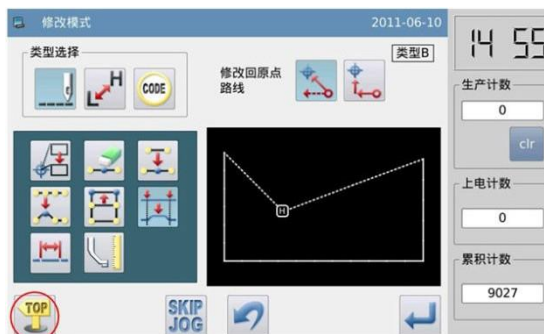 修改模式
2011-06-10
类型选择
H
L
CODE
修改回原点
路线
类型B
H
TOP
SKIP
JOG
14 55
生产计数
0
clr
上电计数
0
累积计数
9027